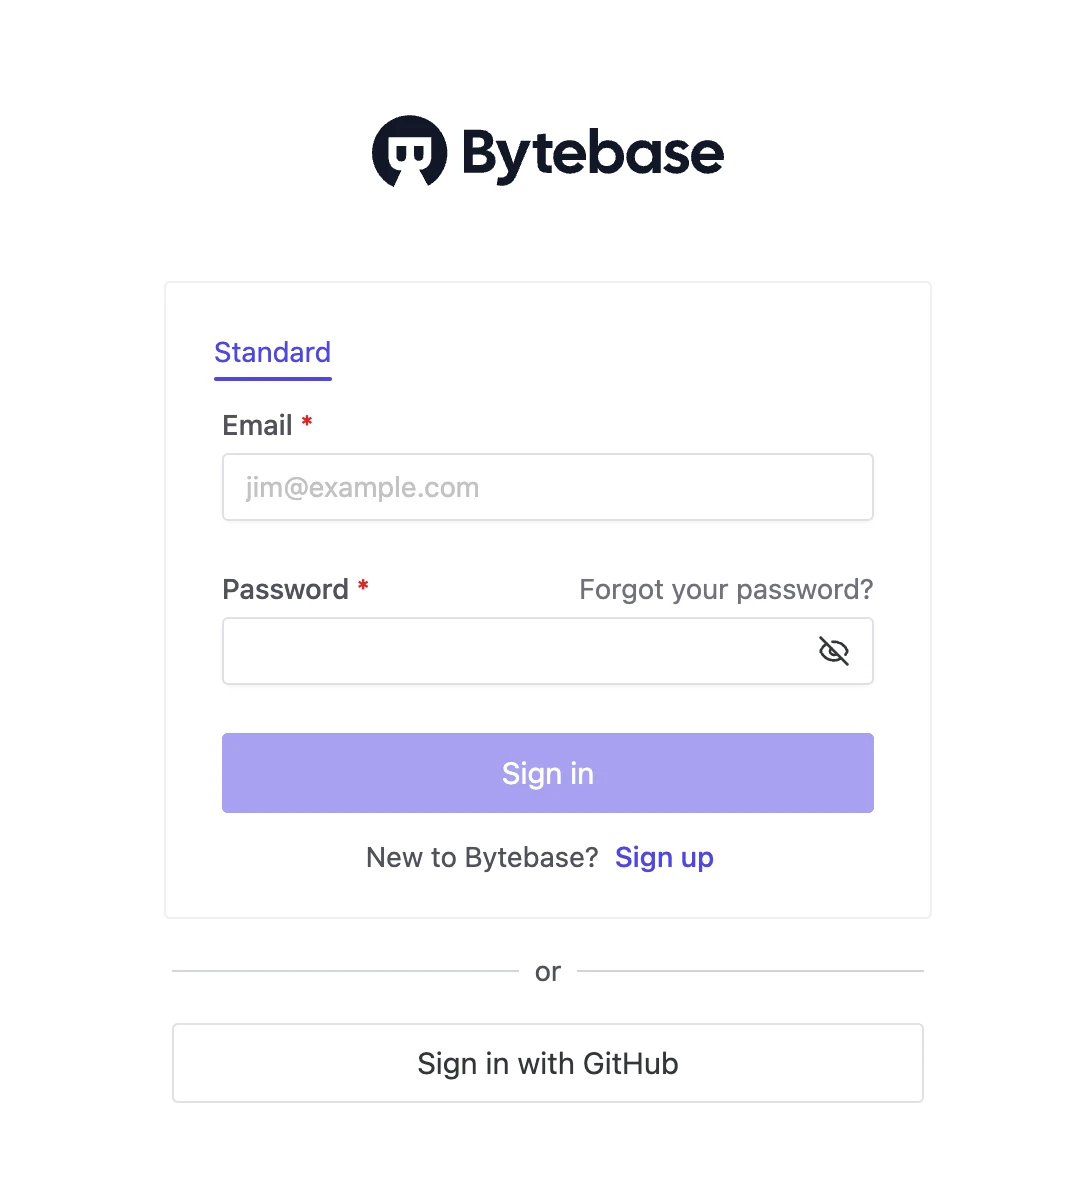 Bytebase
Standard
Email *
jim@example.com
Password * Forgot your password?
Sign in
New to Bytebase? Sign up
or
Sign in with GitHub